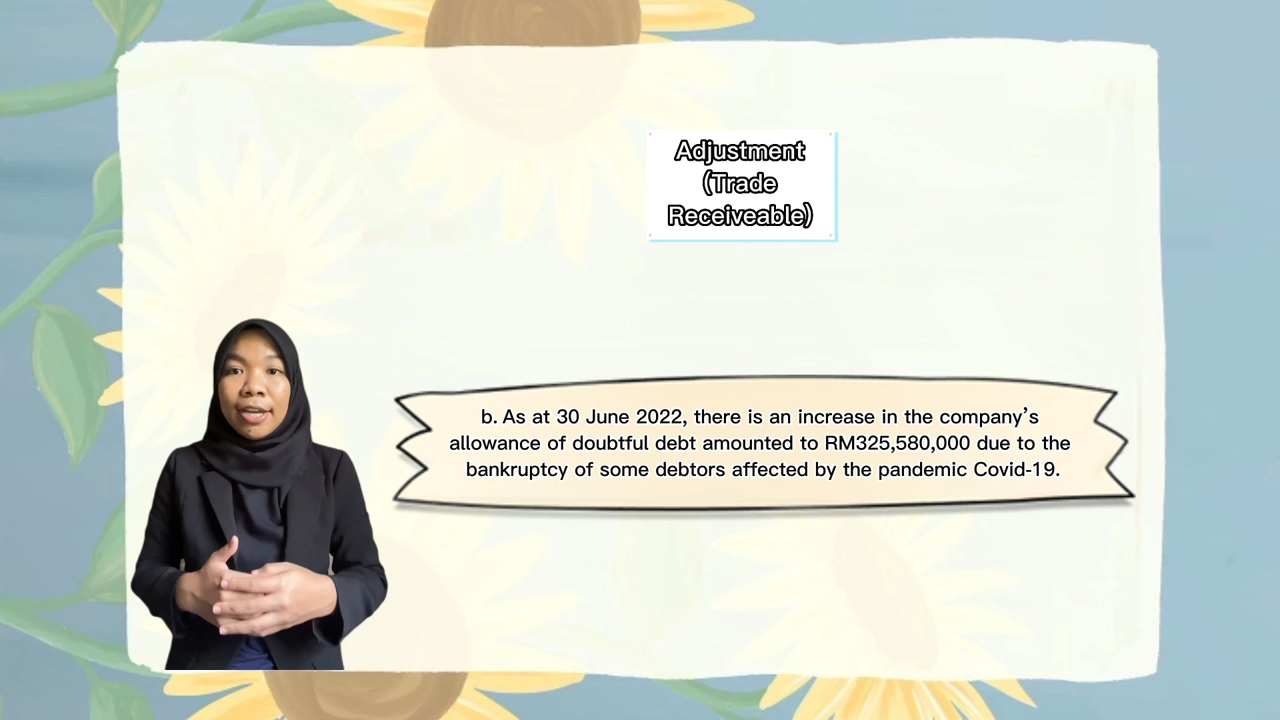 Adjustment
(Trade
Receiveable)
b. As at 30 June 2022, there is an increase in the company's
allowance of doubtful debt amounted to RM325,580,000 due to the
bankruptcy of some debtors affected by the pandemic Covid-19.